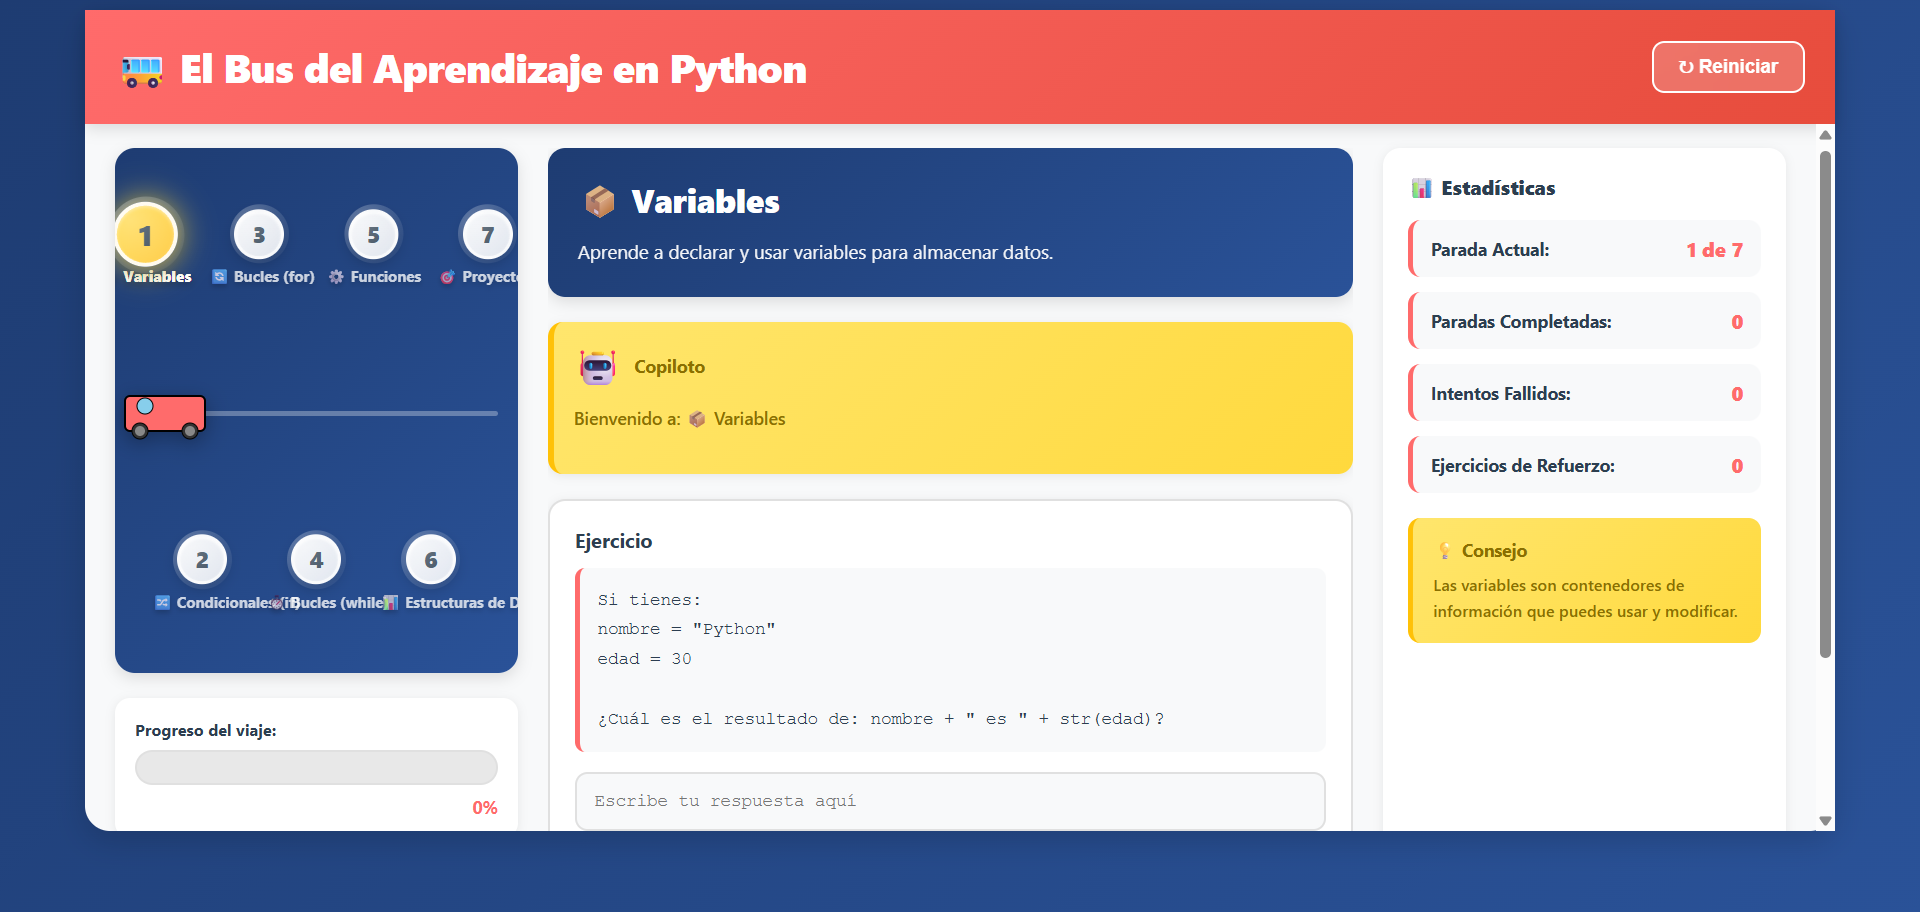 El Bus del Aprendizaje en Python
↻ Reiniciar
1
3
5
7
Variables
Bucles (for)
Funciones
Proyecto
2
4
6
Condicionales (if)
Bucles (while
Estructuras de D
Progreso del viaje:
0%
Variables
Aprende a declarar y usar variables para almacenar datos.
Copiloto
Bienvenido a: 📦 Variables
Ejercicio
Si tienes:
nombre = "Python"
edad = 30
¿Cuál es el resultado de: nombre + " es " + str(edad)?
Escribe tu respuesta aquí
Estadísticas
Parada Actual: 1 de 7
Paradas Completadas: 0
Intentos Fallidos: 0
Ejercicios de Refuerzo: 0
Consejo
Las variables son contenedores de
información que puedes usar y modificar.